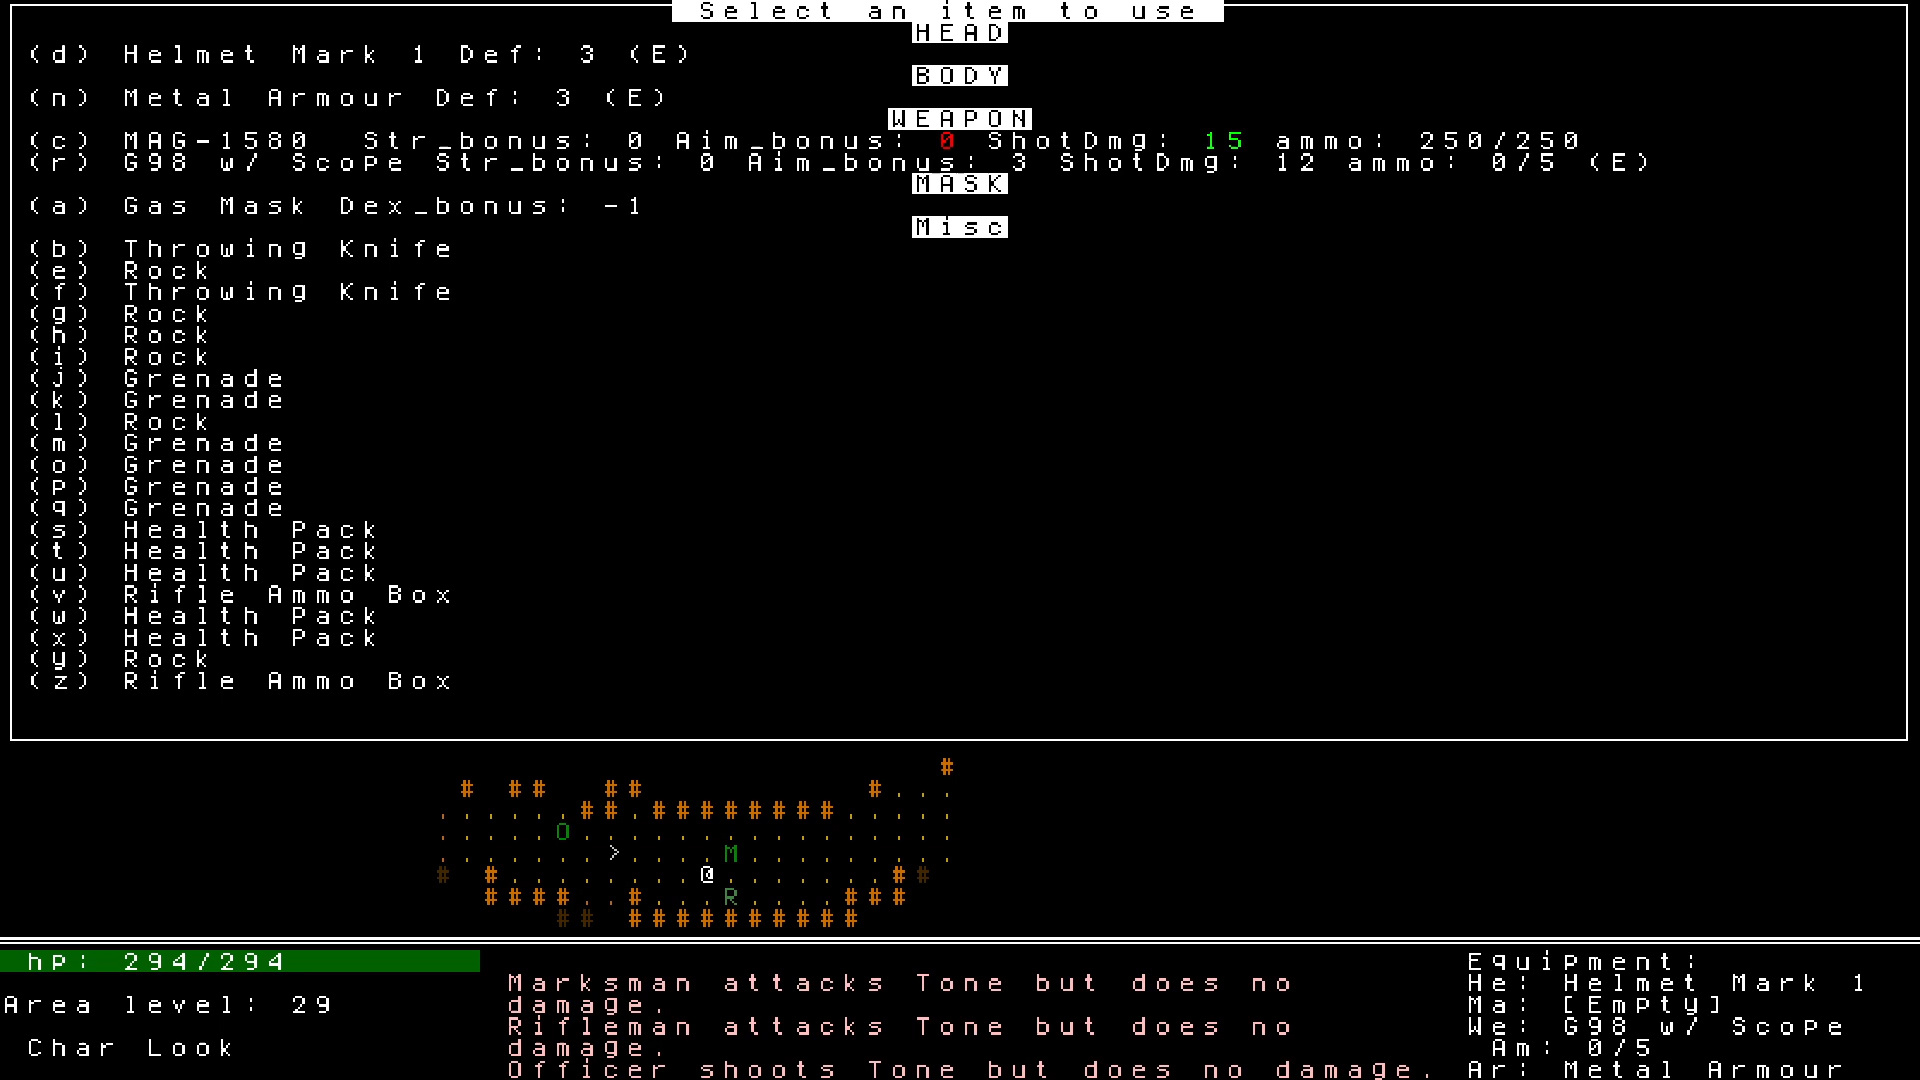 Select an item to use
HEAD
(d) Helmet Mark 1 Def: 3 (E)
BODY
(n) Metal Armour Def: 3 (E)
WEAPON
(c) MAG-1580 Str_bonus: 0 Aim_bonus: 0 ShotDmg: 15 ammo: 250/250
(r) G98 w/ Scope Str_bonus: 0 Aim_bonus: 3 ShotDmg: 12 ammo: 0/5 (E)
MASK
(a) Gas Mask Dex_bonus: -1
Misc
(b) Throwing Knife
(e) Rock
(f) Throwing Knife
(g) Rock
(h) Rock
(i) Rock
(j) Grenade
(k) Grenade
(l) Rock
(m) Grenade
(o) Grenade
(p) Grenade
(q) Grenade
(s) Health Pack
(t) Health Pack
(u) Health Pack
(v) Rifle Ammo Box
(w) Health Pack
(x) Health Pack
(y) Rock
(z) Rifle Ammo Box
O
>
M
@
R
hp: 294/294
Area level: 29
Char Look
Marksman attacks Tone but does no
damage.
Rifleman attacks Tone but does no
damage.
Officer shoots Tone but does no damage.
Equipment:
He: Helmet Mark 1
Ma: [Empty]
We: G98 w/ Scope
Am: 0/5
Ar: Metal Armour